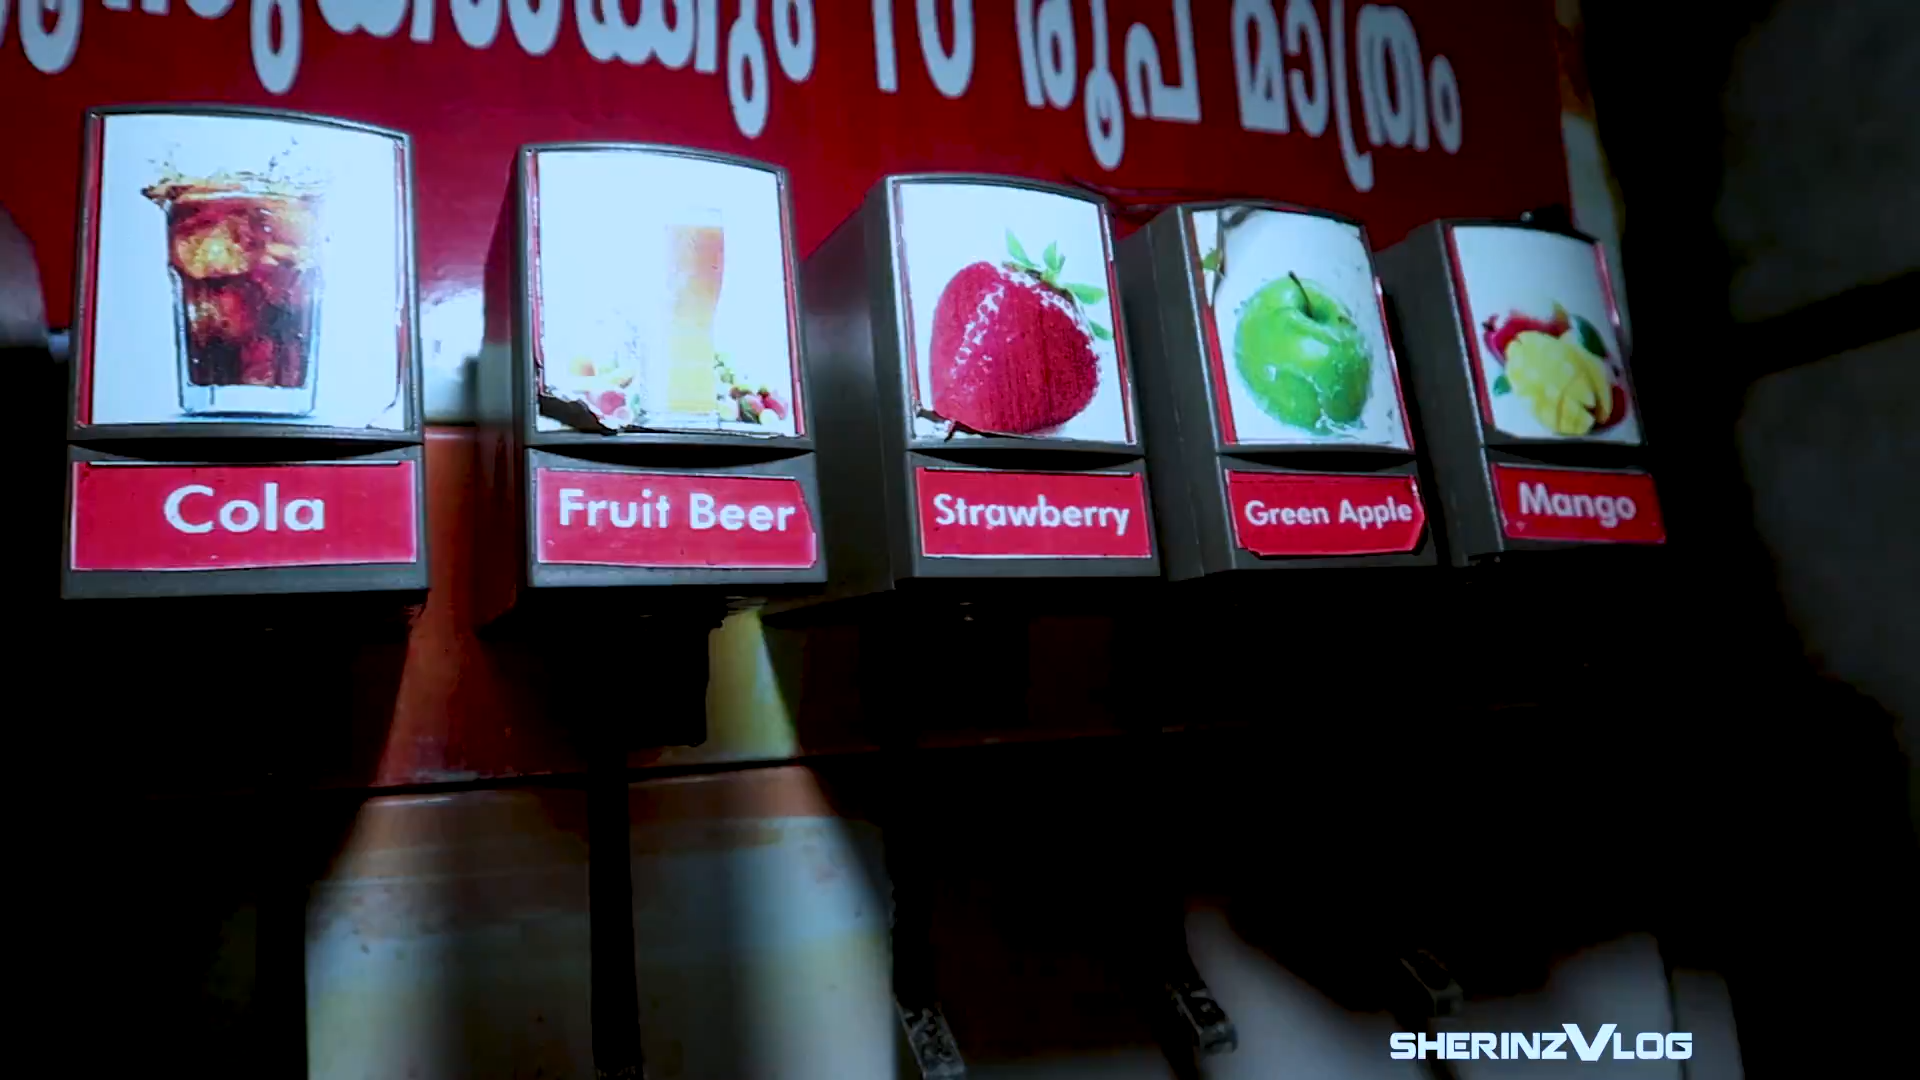 10 രൂപ മാത്രം
Cola
Fruit Beer
Strawberry
Green Apple
Mango
SHERINZVLOG